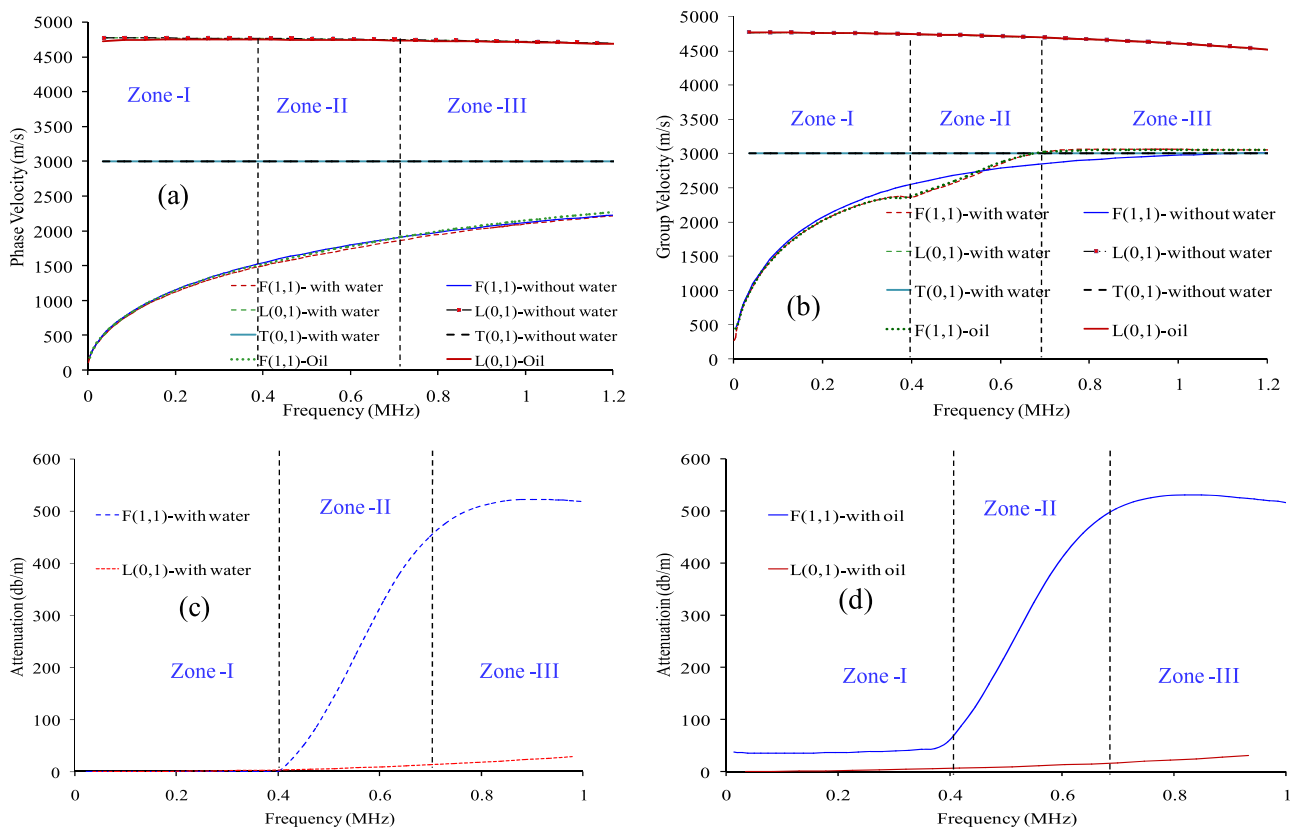 5000
4500
4000
3500
3000
2500
2000
1500
1000
500
0
Phase Velocity (m/s)
Zone -I
Zone -II
Zone -III
(a)
F(1,1)- with water
F(1,1)-without water
L(0,1)-with water
L(0,1)-without water
T(0,1)-with water
T(0,1)-without water
F(1,1)-Oil
L(0,1)-Oil
0 0.2 0.4 0.6 0.8 1 1.2
Frequency (MHz)
5000
4500
4000
3500
3000
2500
2000
1500
1000
500
0
Group Velocity (m/s)
Zone -I
Zone -II
Zone -III
(b)
F(1,1)-with water
F(1,1)- without water
L(0,1)-with water
L(0,1)-without water
T(0,1)-with water
T(0,1)-without water
F(1,1)-oil
L(0,1)-oil
0 0.2 0.4 0.6 0.8 1 1.2
Frequency (MHz)
600
500
400
300
200
100
0
Attenuation (db/m)
F(1,1)-with water
L(0,1)-with water
Zone -II
(c)
Zone -I
Zone -III
0 0.2 0.4 0.6 0.8 1
Frequency (MHz)
600
500
400
300
200
100
0
Attenuatioin (db/m)
F(1,1)-with oil
L(0,1)-with oil
Zone -II
(d)
Zone -I
Zone -III
0 0.2 0.4 0.6 0.8 1
Frequency (MHz)